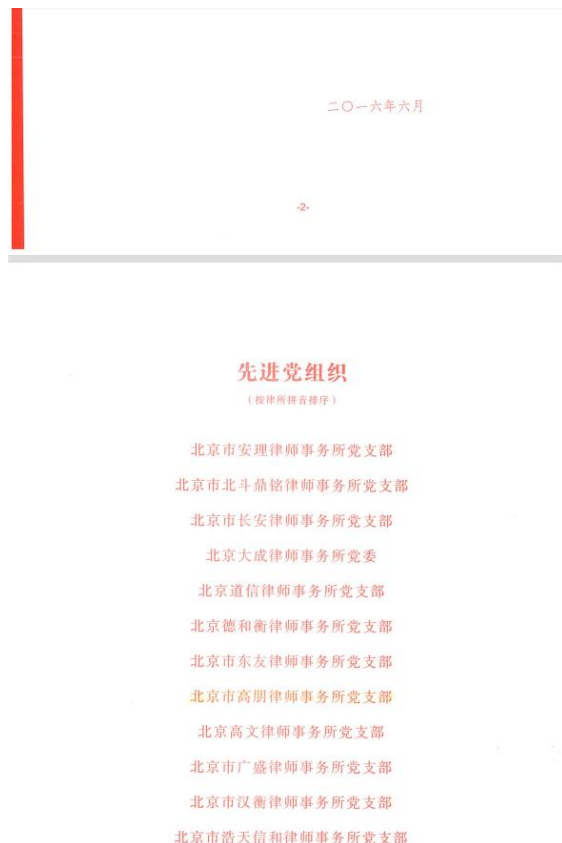 二〇一六年六月
-2-
先进党组织
（按律所拼音排序）
北京市安理律师事务所党支部
北京市北斗鼎铭律师事务所党支部
北京市长安律师事务所党支部
北京大成律师事务所党委
北京道信律师事务所党支部
北京德和衡律师事务所党支部
北京市东友律师事务所党支部
北京市高朋律师事务所党支部
北京高文律师事务所党支部
北京市广盛律师事务所党支部
北京市汉衡律师事务所党支部
北京市浩天信和律师事务所党支部